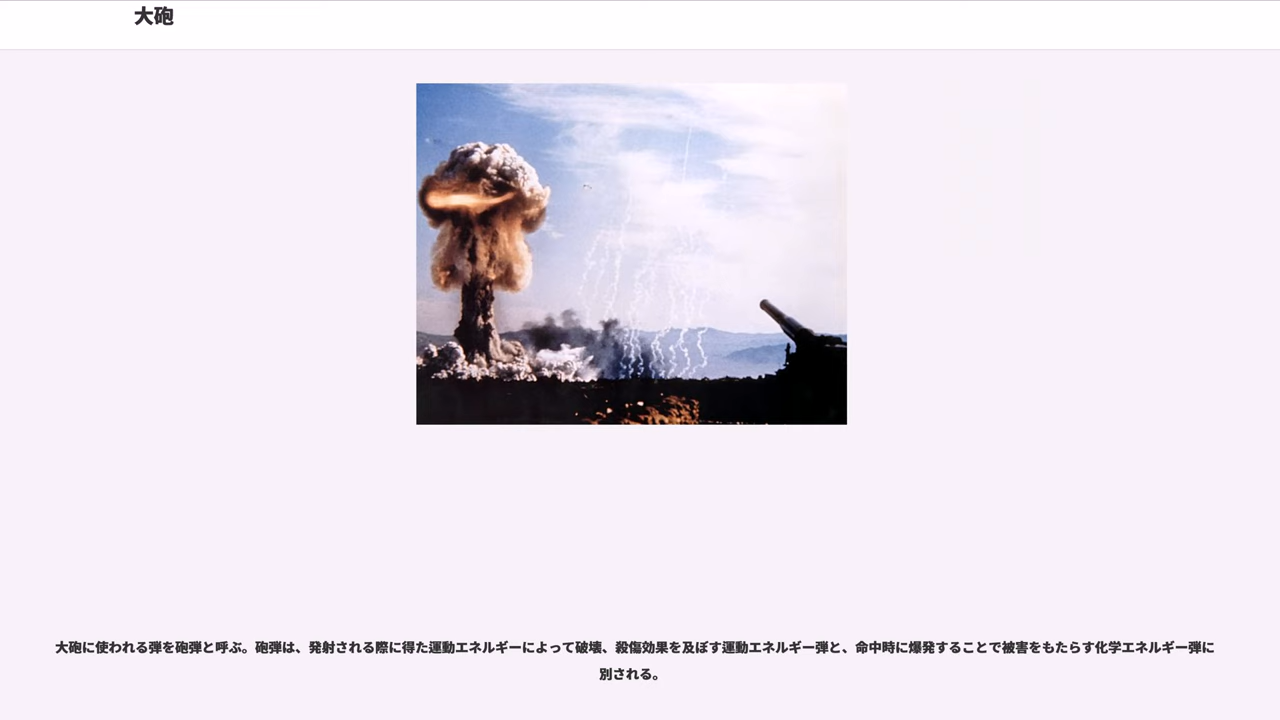 大砲
大砲に使われる弾を砲弾と呼ぶ。砲弾は、発射される際に得た運動エネルギーによって破壊、殺傷効果を及ぼす運動エネルギー弾と、命中時に爆発することで被害をもたらす化学エネルギー弾に
別される。